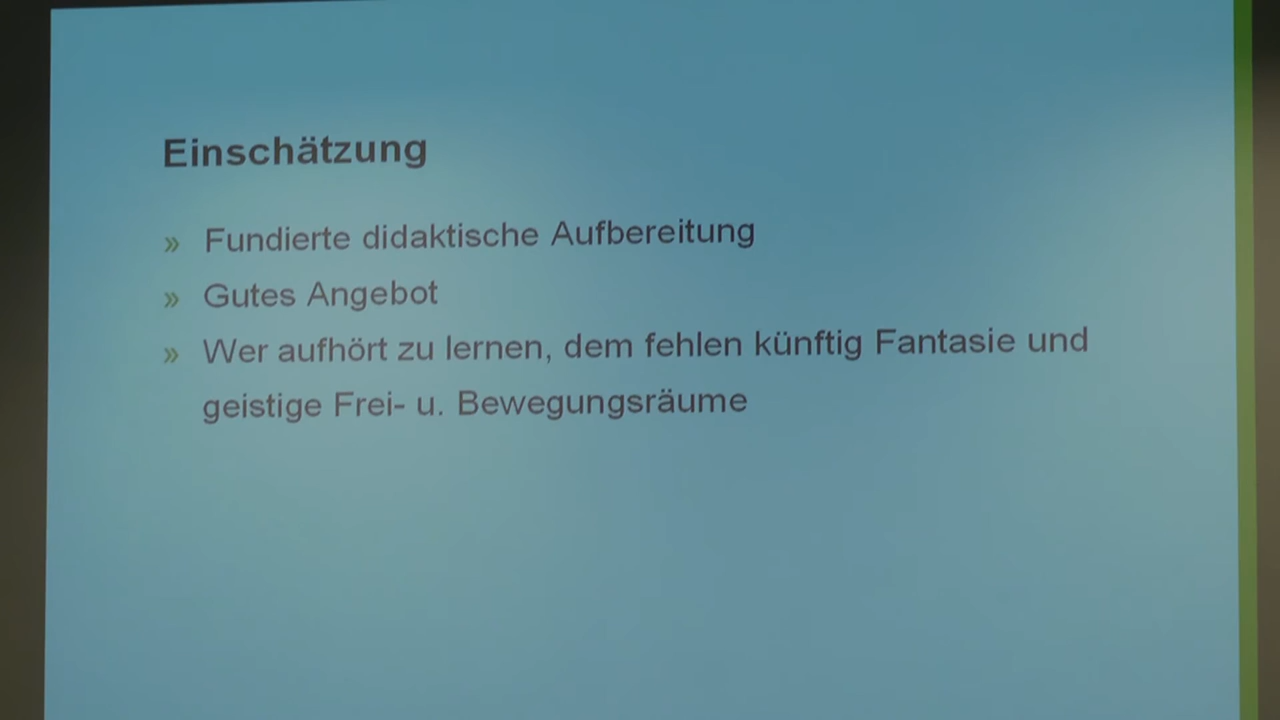 Einschätzung
» Fundierte didaktische Aufbereitung
» Gutes Angebot
» Wer aufhört zu lernen, dem fehlen künftig Fantasie und
geistige Frei- u. Bewegungsräume